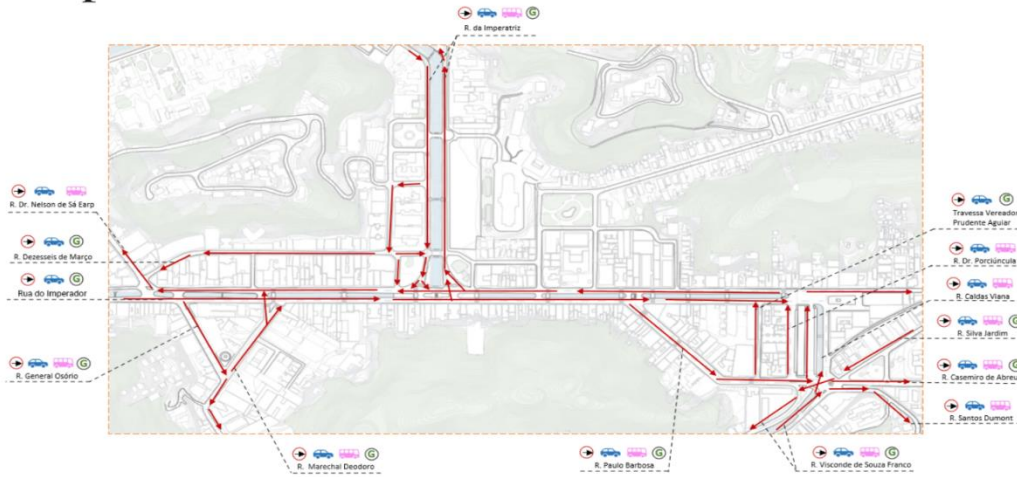 G
R. da Imperatriz
R. Dr. Nelson de Sá Earp
G
R. Dezesseis de Março
G
Rua do Imperador
G
R. General Osório
G
R. Marechal Deodoro
G
R. Paulo Barbosa
G
R. Visconde de Souza Franco
G
Travessa Vereador
Prudente Aguiar
R. Dr. Porciúncula
R. Caldas Viana
G
R. Silva Jardim
G
R. Casemiro de Abreu
R. Santos Dumont